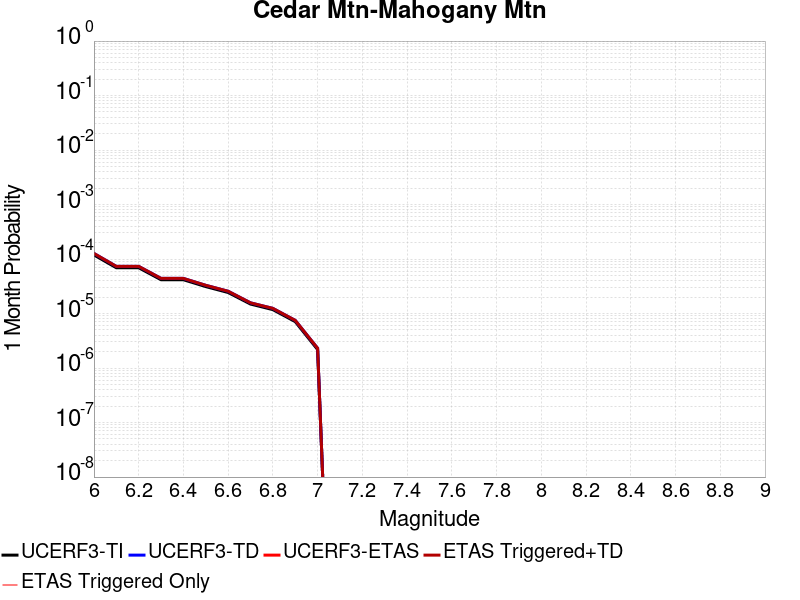 Cedar Mtn-Mahogany Mtn
1 Month Probability
10^0
10^-1
10^-2
10^-3
10^-4
10^-5
10^-6
10^-7
10^-8
6 6.2 6.4 6.6 6.8 7 7.2 7.4 7.6 7.8 8 8.2 8.4 8.6 8.8 9
Magnitude
UCERF3-TI UCERF3-TD UCERF3-ETAS ETAS Triggered+TD
ETAS Triggered Only